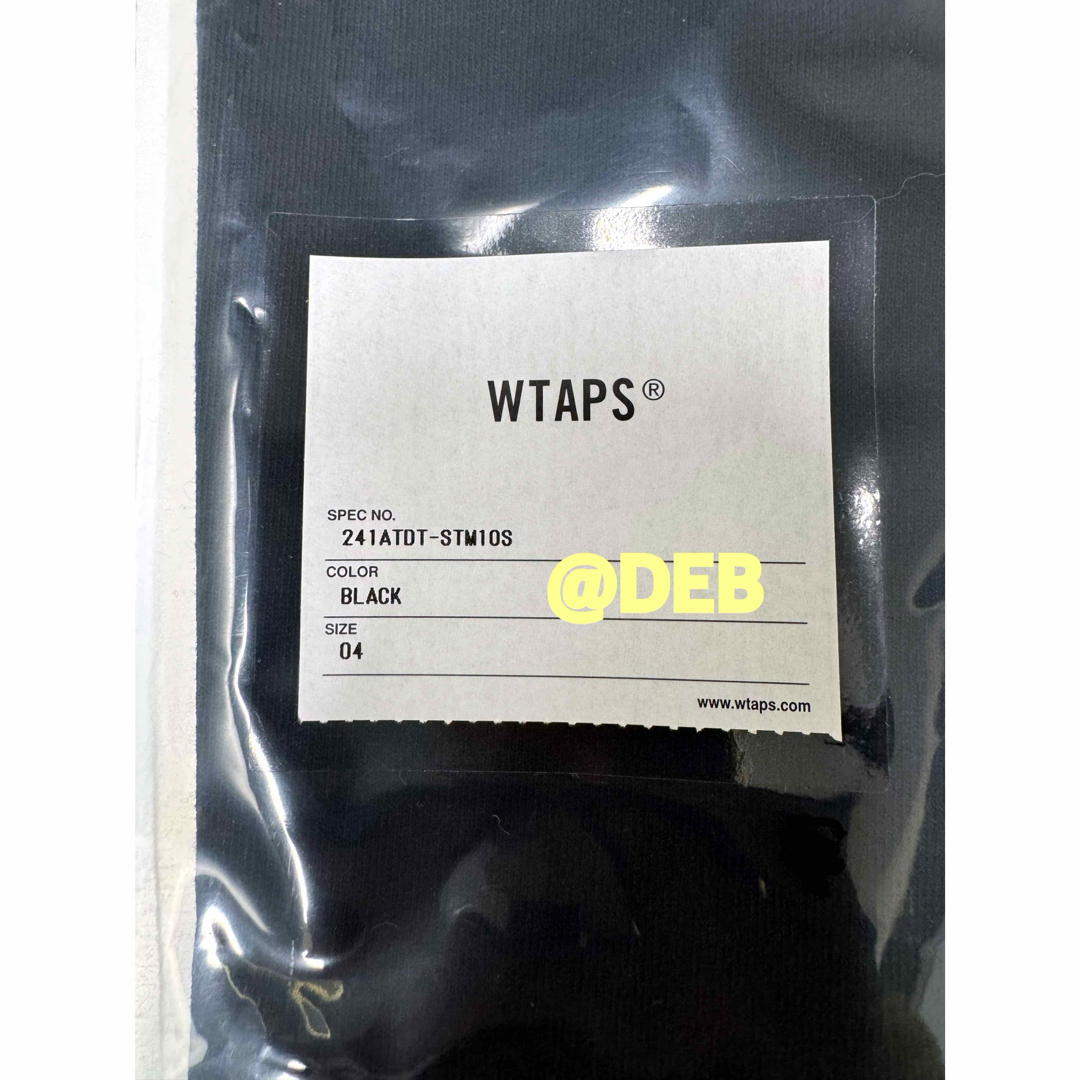 WTAPS®
SPEC NO.
241ATDT-STM10S
COLOR
BLACK
@DEB
SIZE
04
www.wtaps.com